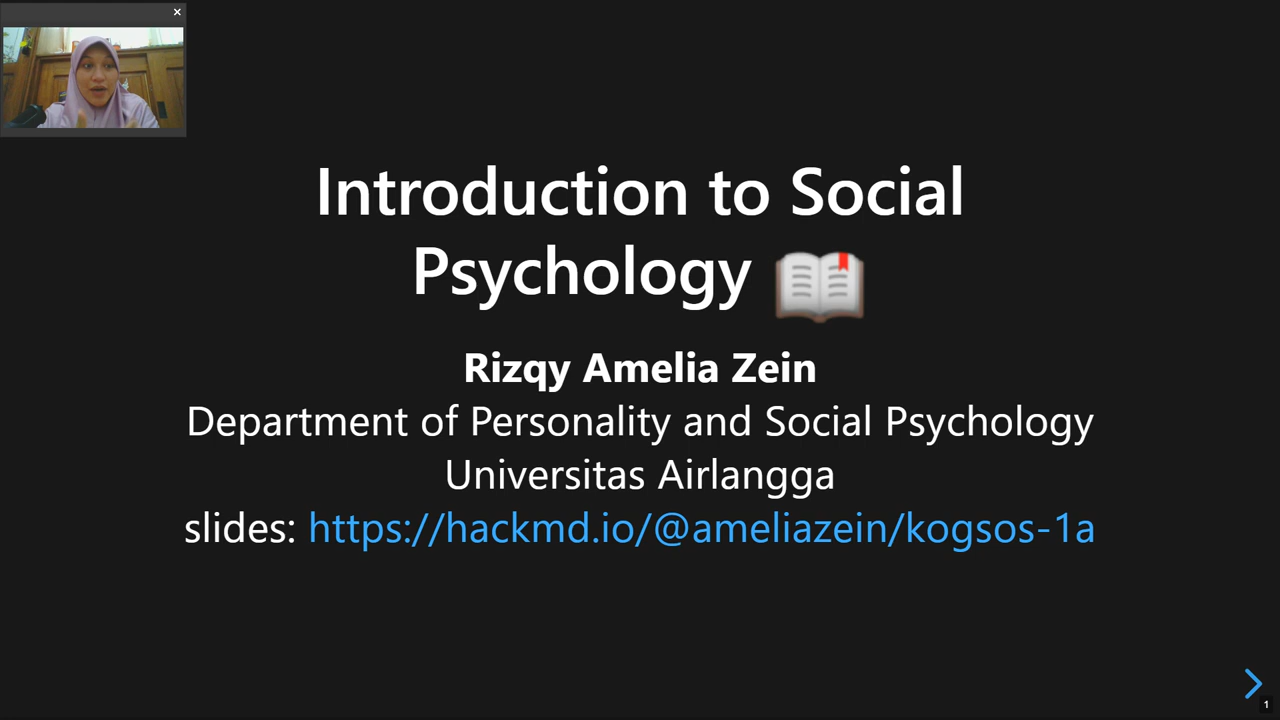 Introduction to Social
Psychology 📖
Rizqy Amelia Zein
Department of Personality and Social Psychology
Universitas Airlangga
slides: https://hackmd.io/@ameliazein/kogsos-1a
1